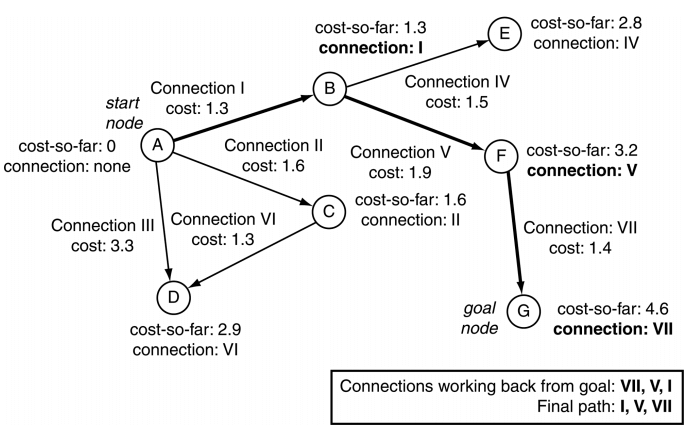 cost-so-far: 1.3
connection: I
E
cost-so-far: 2.8
connection: IV
Connection I
cost: 1.3
B
Connection IV
cost: 1.5
start
node
cost-so-far: 0
connection: none
A
Connection II
cost: 1.6
Connection V
cost: 1.9
F
cost-so-far: 3.2
connection: V
Connection III
cost: 3.3
Connection VI
cost: 1.3
C
cost-so-far: 1.6
connection: II
Connection: VII
cost: 1.4
D
cost-so-far: 2.9
connection: VI
goal
node
G
cost-so-far: 4.6
connection: VII
Connections working back from goal: VII, V, I
Final path: I, V, VII